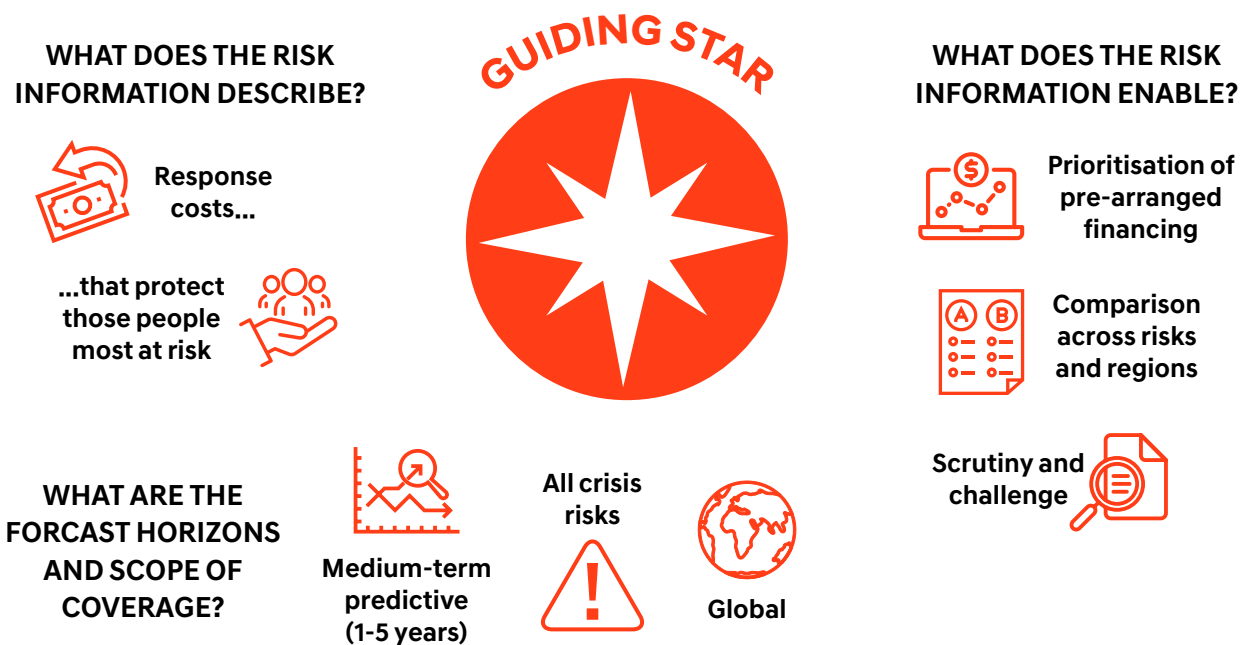 GUIDING STAR
WHAT DOES THE RISK
INFORMATION DESCRIBE?
Response
costs...
...that protect
those people
most at risk
WHAT DOES THE RISK
INFORMATION ENABLE?
$
Prioritisation of
pre-arranged
financing
A B
Comparison
across risks
and regions
Scrutiny and
challenge
WHAT ARE THE
FORCAST HORIZONS
AND SCOPE OF
COVERAGE?
Medium-term
predictive
(1-5 years)
All crisis
risks
!
Global